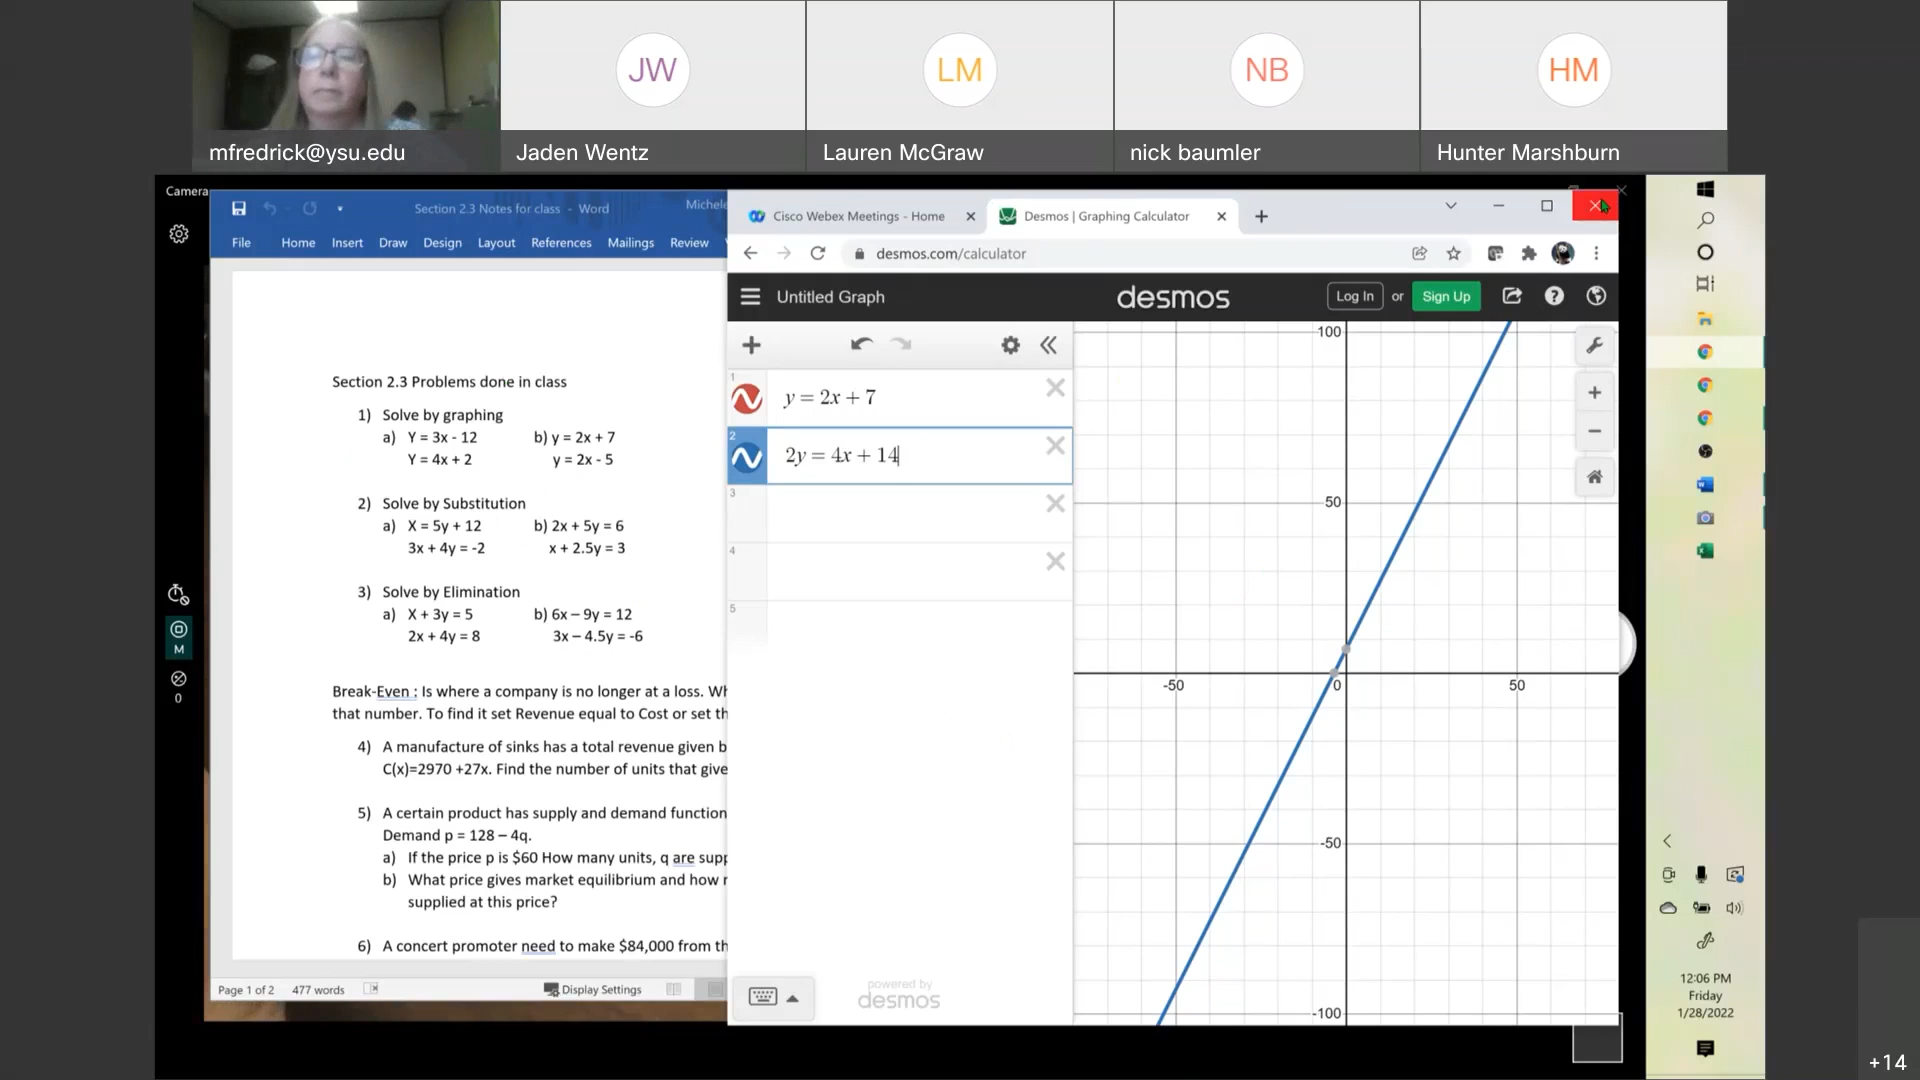 JW
LM
NB
HM
mfredrick@ysu.edu
Jaden Wentz
Lauren McGraw
nick baumler
Hunter Marshburn
Camera
Section 2.3 Notes for class - Word
Michele
File Home Insert Draw Design Layout References Mailings Review
Section 2.3 Problems done in class
1) Solve by graphing
a) Y = 3x - 12 b) y = 2x + 7
Y = 4x + 2 y = 2x - 5
2) Solve by Substitution
a) X = 5y + 12 b) 2x + 5y = 6
3x + 4y = -2 x + 2.5y = 3
3) Solve by Elimination
a) X + 3y = 5 b) 6x – 9y = 12
2x + 4y = 8 3x – 4.5y = -6
Break-Even : Is where a company is no longer at a loss.
that number. To find it set Revenue equal to Cost or set
4) A manufacture of sinks has a total revenue given
C(x)=2970 +27x. Find the number of units that give
5) A certain product has supply and demand function
Demand p = 128 – 4q.
a) If the price p is $60 How many units, q are
b) What price gives market equilibrium and how
supplied at this price?
6) A concert promoter need to make $84,000 from
Page 1 of 2 477 words Display Settings
M
0
Cisco Webex Meetings - Home
Desmos | Graphing Calculator
desmos.com/calculator
Untitled Graph
desmos
Log In or Sign Up
1
y = 2x + 7
2
2y = 4x + 14
3
4
5
powered by
desmos
100
50
-50
0
50
-50
-100
12:06 PM
Friday
1/28/2022
+14